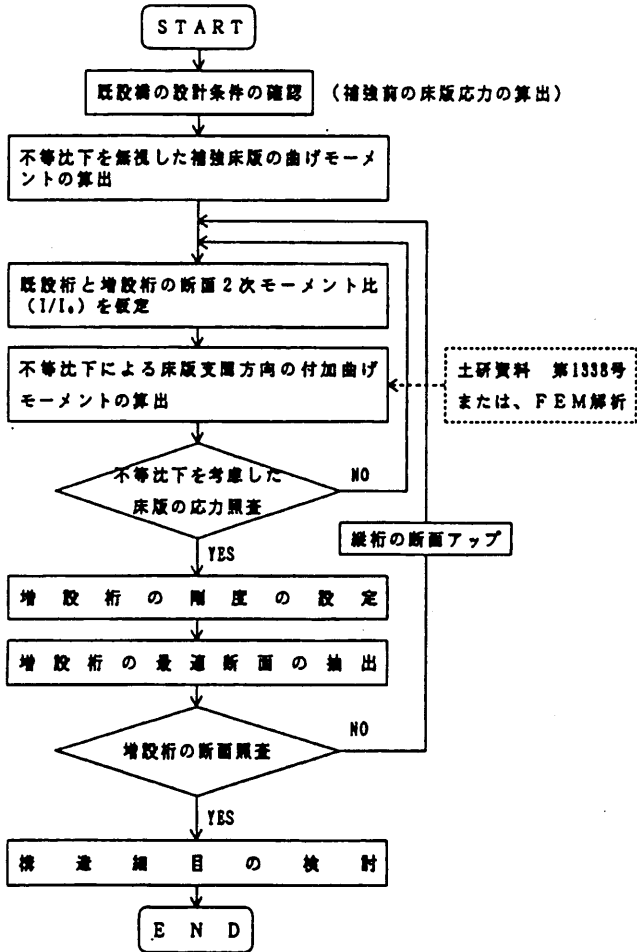 START
既設橋の設計条件の確認 (補強前の床版応力の算出)
不等沈下を無視した補強床版の曲げモーメ
ントの算出
既設桁と増設桁の断面2次モーメント比
(I/I₀)を仮定
不等沈下による床版支間方向の付加曲げ
モーメントの算出
土研資料 第1338号
または、FEM解析
不等沈下を考慮した
床版の応力照査
NO
YES
縦桁の断面アップ
増設桁の剛度の設定
増設桁の最適断面の抽出
増設桁の断面照査
NO
YES
構造細目の検討
END